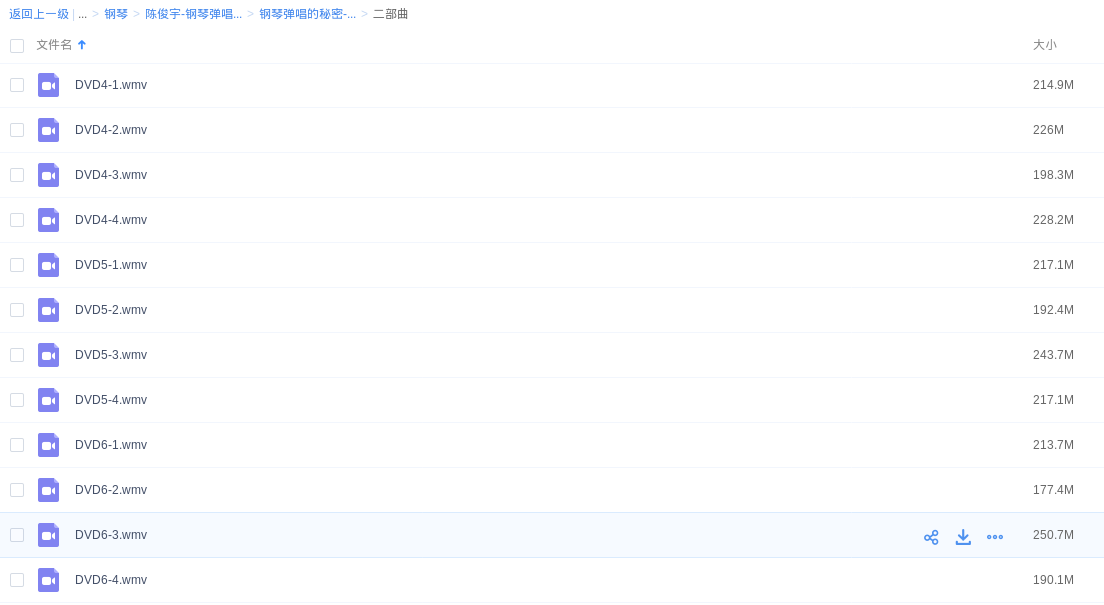 返回上一级 | ... > 钢琴 > 陈俊宇-钢琴弹唱... > 钢琴弹唱的秘密-... > 二部曲
文件名 大小
DVD4-1.wmv 214.9M
DVD4-2.wmv 226M
DVD4-3.wmv 198.3M
DVD4-4.wmv 228.2M
DVD5-1.wmv 217.1M
DVD5-2.wmv 192.4M
DVD5-3.wmv 243.7M
DVD5-4.wmv 217.1M
DVD6-1.wmv 213.7M
DVD6-2.wmv 177.4M
DVD6-3.wmv 250.7M
DVD6-4.wmv 190.1M